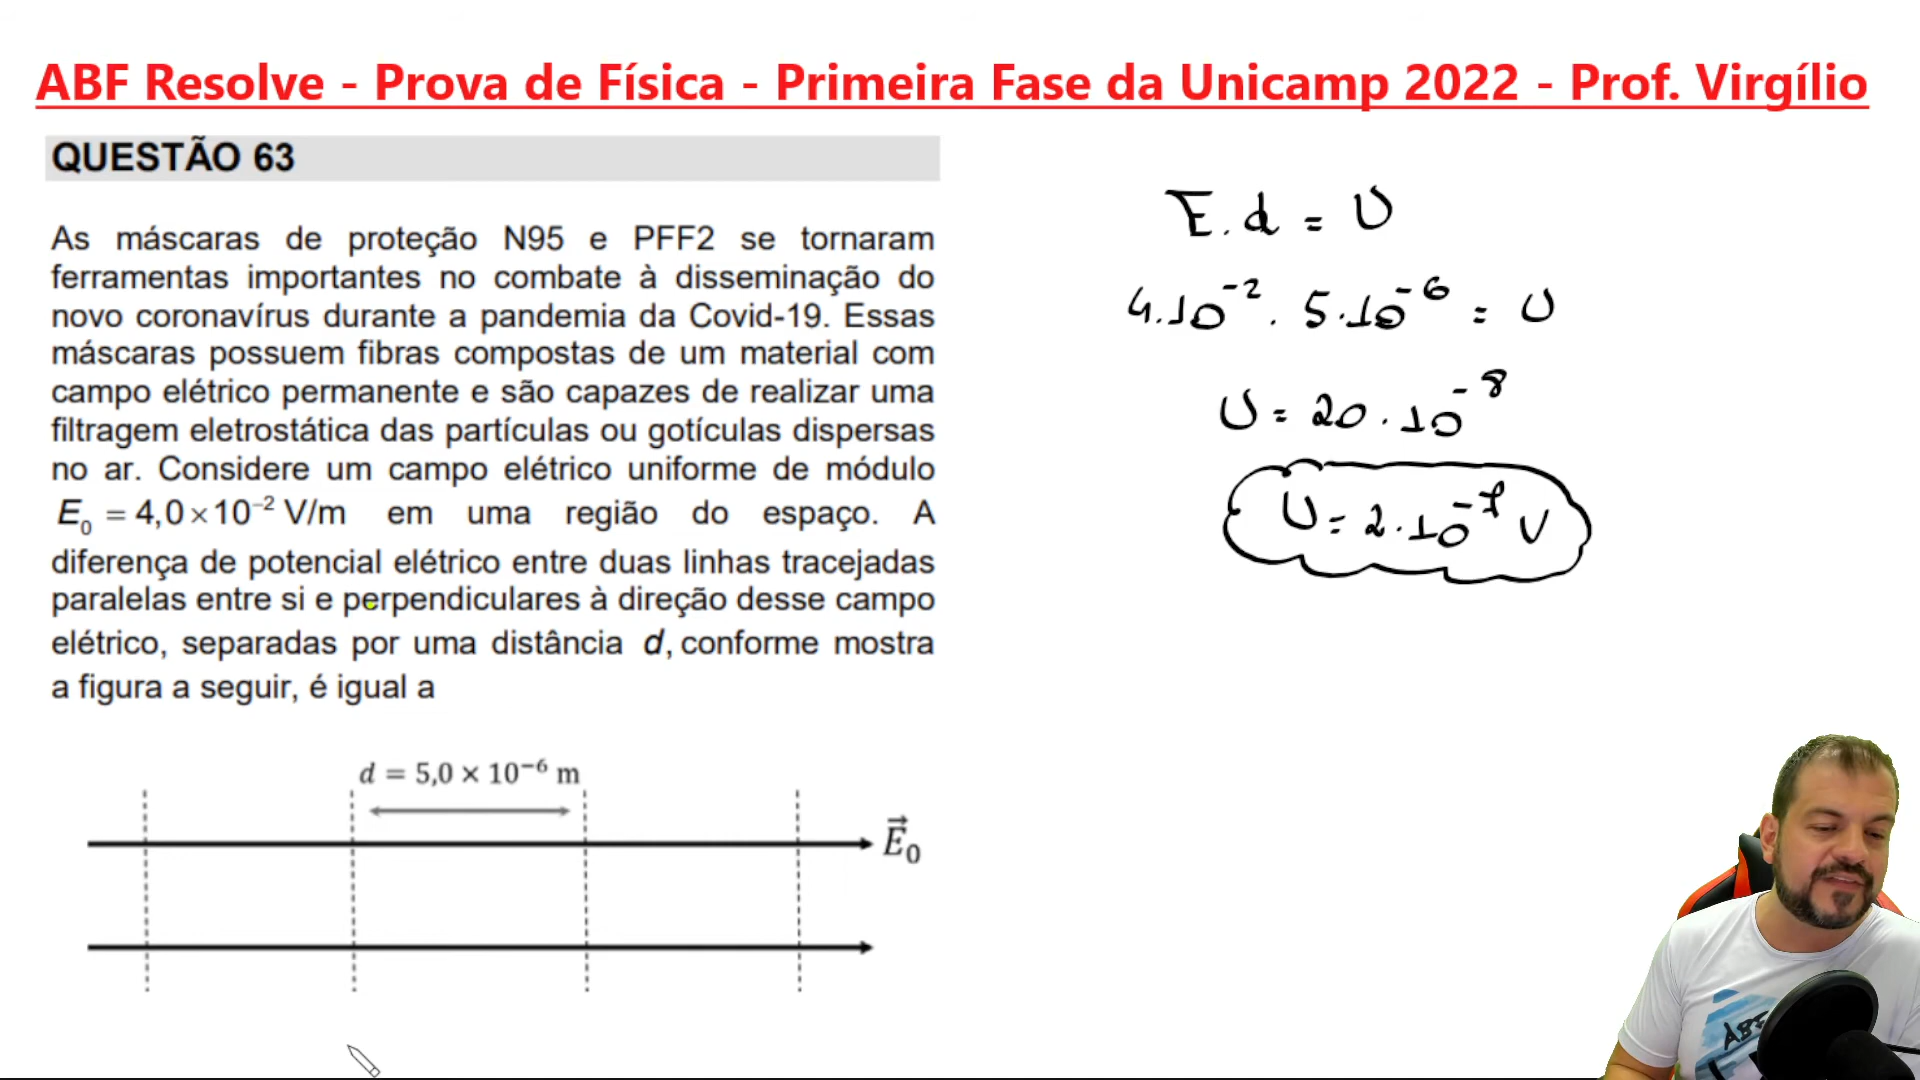 ABF Resolve - Prova de Física - Primeira Fase da Unicamp 2022 - Prof. Virgílio
QUESTÃO 63
As máscaras de proteção N95 e PFF2 se tornaram
ferramentas importantes no combate à disseminação do
novo coronavírus durante a pandemia da Covid-19. Essas
máscaras possuem fibras compostas de um material com
campo elétrico permanente e são capazes de realizar uma
filtragem eletrostática das partículas ou gotículas dispersas
no ar. Considere um campo elétrico uniforme de módulo
E₀ = 4,0×10⁻² V/m em uma região do espaço. A
diferença de potencial elétrico entre duas linhas tracejadas
paralelas entre si e perpendiculares à direção desse campo
elétrico, separadas por uma distância d, conforme mostra
a figura a seguir, é igual a
d = 5,0 × 10⁻⁶ m
E⃗₀
E.d = U
4.10⁻² . 5.10⁻⁶ = U
U = 20.10⁻⁸
U = 2.10⁻⁷ V
ABF